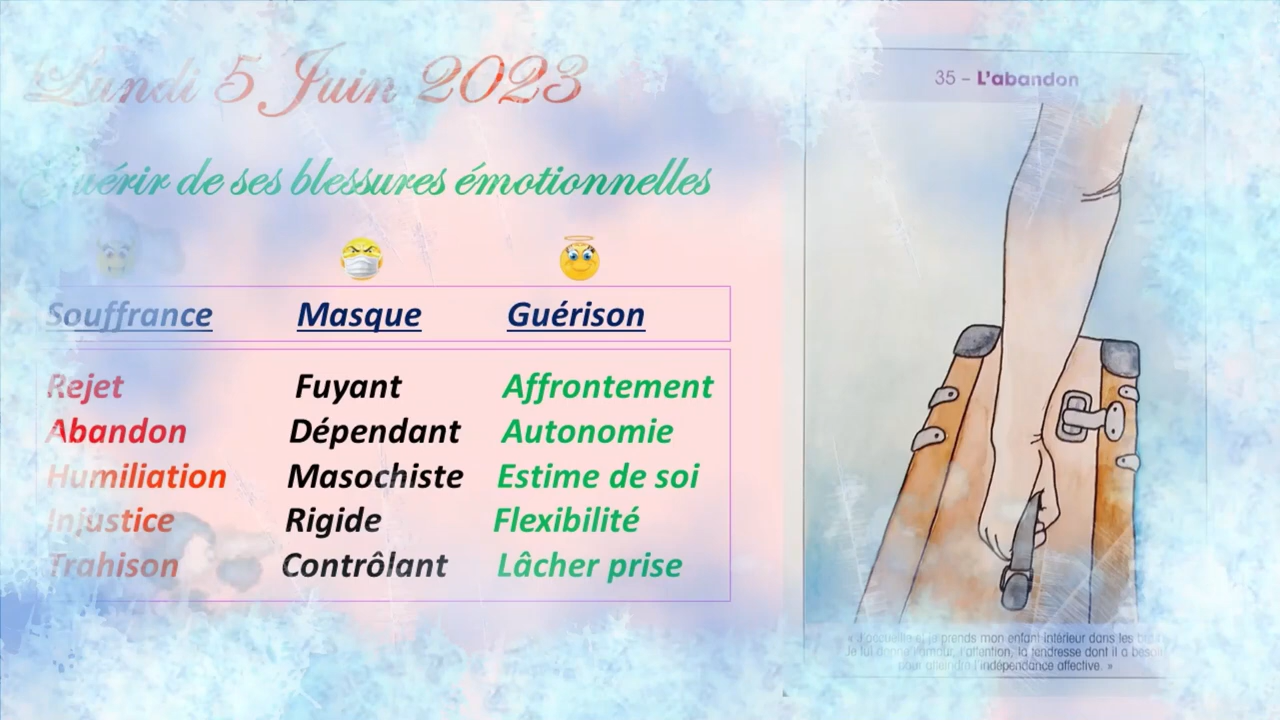 Lundi 5 Juin 2023
Guérir de ses blessures émotionnelles
Souffrance Masque Guérison
Rejet Fuyant Affrontement
Abandon Dépendant Autonomie
Humiliation Masochiste Estime de soi
Injustice Rigide Flexibilité
Trahison Contrôlant Lâcher prise
35 – L'abandon
« J'accueille et je prends mon enfant intérieur dans les bras
Je lui donne l'amour, l'attention, la tendresse dont il a besoin
pour atteindre l'indépendance affective. »